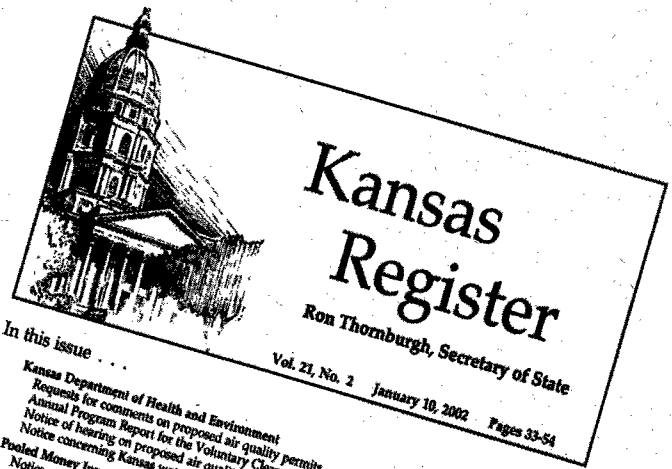 Kansas
Register
Ron Thornburgh, Secretary of State
Vol. 21, No. 2 January 10, 2002 Pages 33-54
In this issue . . .
Kansas Department of Health and Environment
Requests for comments on proposed air quality permits
Annual Program Report for the Voluntary
Notice of hearing on proposed air
Notice concerning Kansas
Pooled Money